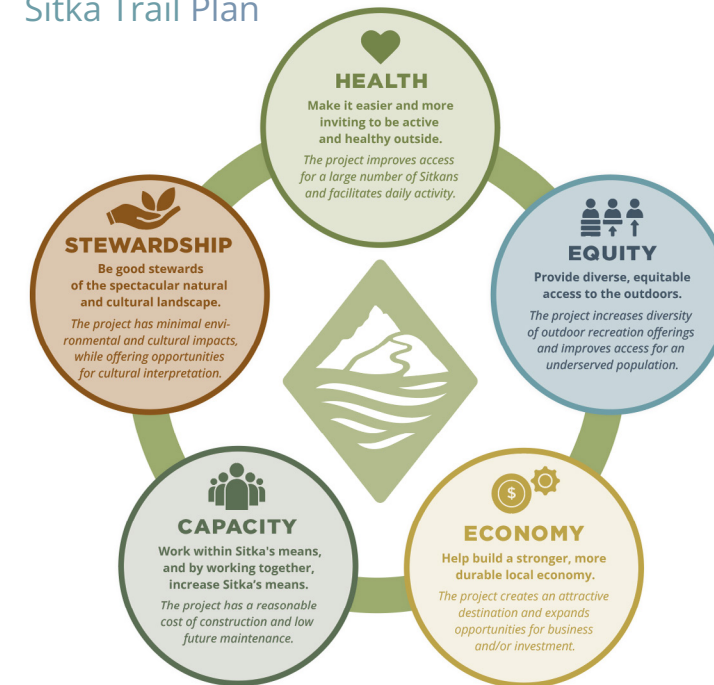 Sitka Trail Plan
HEALTH
Make it easier and more
inviting to be active
and healthy outside.
The project improves access
for a large number of Sitkans
and facilitates daily activity.
EQUITY
Provide diverse, equitable
access to the outdoors.
The project increases diversity
of outdoor recreation offerings
and improves access for an
underserved population.
ECONOMY
$
Help build a stronger, more
durable local economy.
The project creates an attractive
destination and expands
opportunities for business
and/or investment.
CAPACITY
Work within Sitka's means,
and by working together,
increase Sitka’s means.
The project has a reasonable
cost of construction and low
future maintenance.
STEWARDSHIP
Be good stewards
of the spectacular natural
and cultural landscape.
The project has minimal envi-
ronmental and cultural impacts,
while offering opportunities
for cultural interpretation.